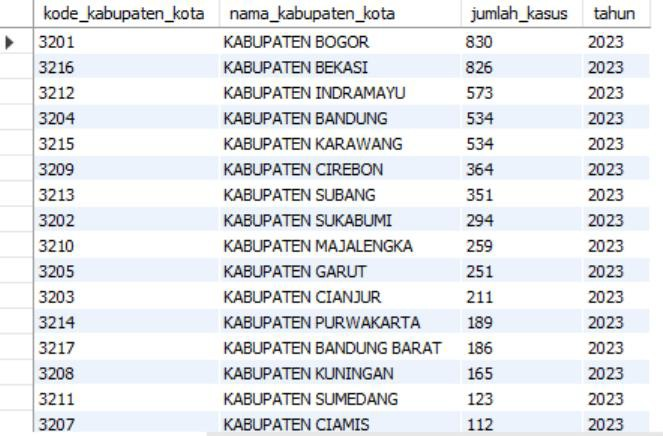 kode_kabupaten_kota nama_kabupaten_kota jumlah_kasus tahun
3201 KABUPATEN BOGOR 830 2023
3216 KABUPATEN BEKASI 826 2023
3212 KABUPATEN INDRAMAYU 573 2023
3204 KABUPATEN BANDUNG 534 2023
3215 KABUPATEN KARAWANG 534 2023
3209 KABUPATEN CIREBON 364 2023
3213 KABUPATEN SUBANG 351 2023
3202 KABUPATEN SUKABUMI 294 2023
3210 KABUPATEN MAJALENGKA 259 2023
3205 KABUPATEN GARUT 251 2023
3203 KABUPATEN CIANJUR 211 2023
3214 KABUPATEN PURWAKARTA 189 2023
3217 KABUPATEN BANDUNG BARAT 186 2023
3208 KABUPATEN KUNINGAN 165 2023
3211 KABUPATEN SUMEDANG 123 2023
3207 KABUPATEN CIAMIS 112 2023